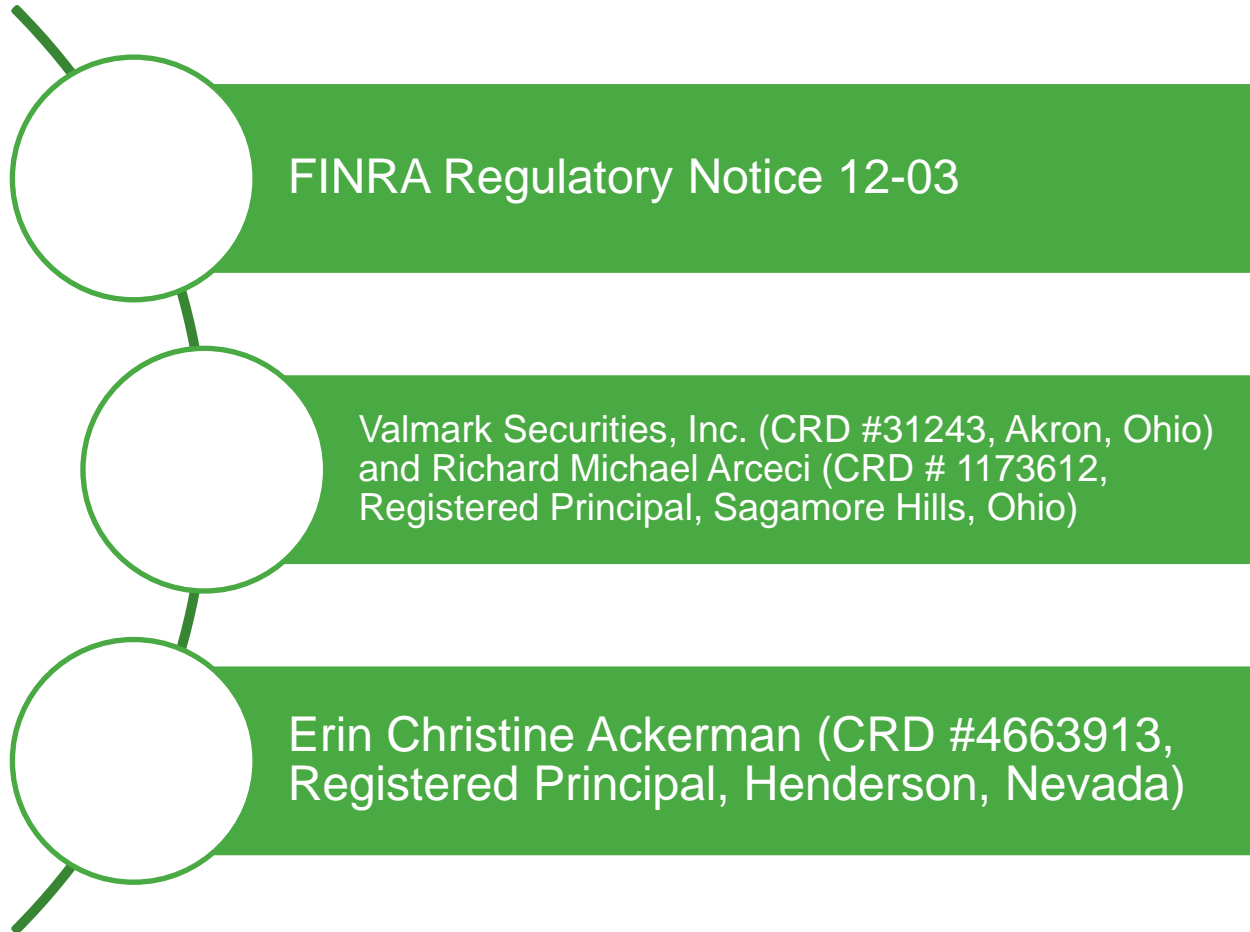 FINRA Regulatory Notice 12-03
Valmark Securities, Inc. (CRD #31243, Akron, Ohio)
and Richard Michael Arceci (CRD # 1173612,
Registered Principal, Sagamore Hills, Ohio)
Erin Christine Ackerman (CRD #4663913,
Registered Principal, Henderson, Nevada)